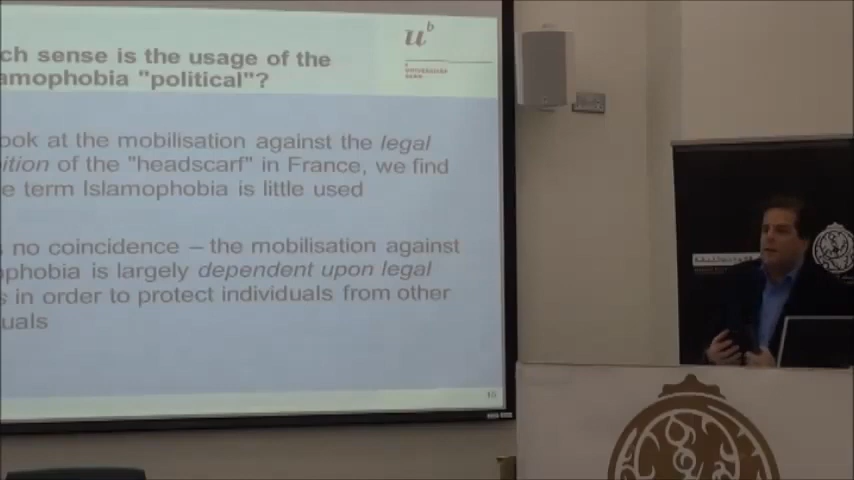 ch sense is the usage of the
amophobia "political"?
u
b
UNIVERSITÄT
BERN
ook at the mobilisation against the legal
ition of the "headscarf" in France, we find
e term Islamophobia is little used
s no coincidence – the mobilisation against
ophobia is largely dependent upon legal
s in order to protect individuals from other
uals